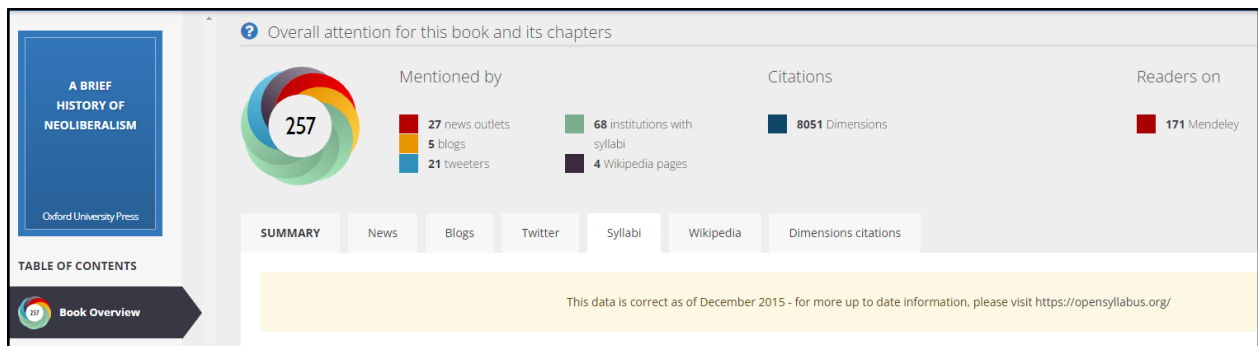 A BRIEF
HISTORY OF
NEOLIBERALISM
Oxford University Press
TABLE OF CONTENTS
257
Book Overview
? Overall attention for this book and its chapters
257
Mentioned by
27 news outlets
5 blogs
21 tweeters
68 institutions with
syllabi
4 Wikipedia pages
Citations
8051 Dimensions
Readers on
171 Mendeley
SUMMARY News Blogs Twitter Syllabi Wikipedia Dimensions citations
This data is correct as of December 2015 - for more up to date information, please visit https://opensyllabus.org/